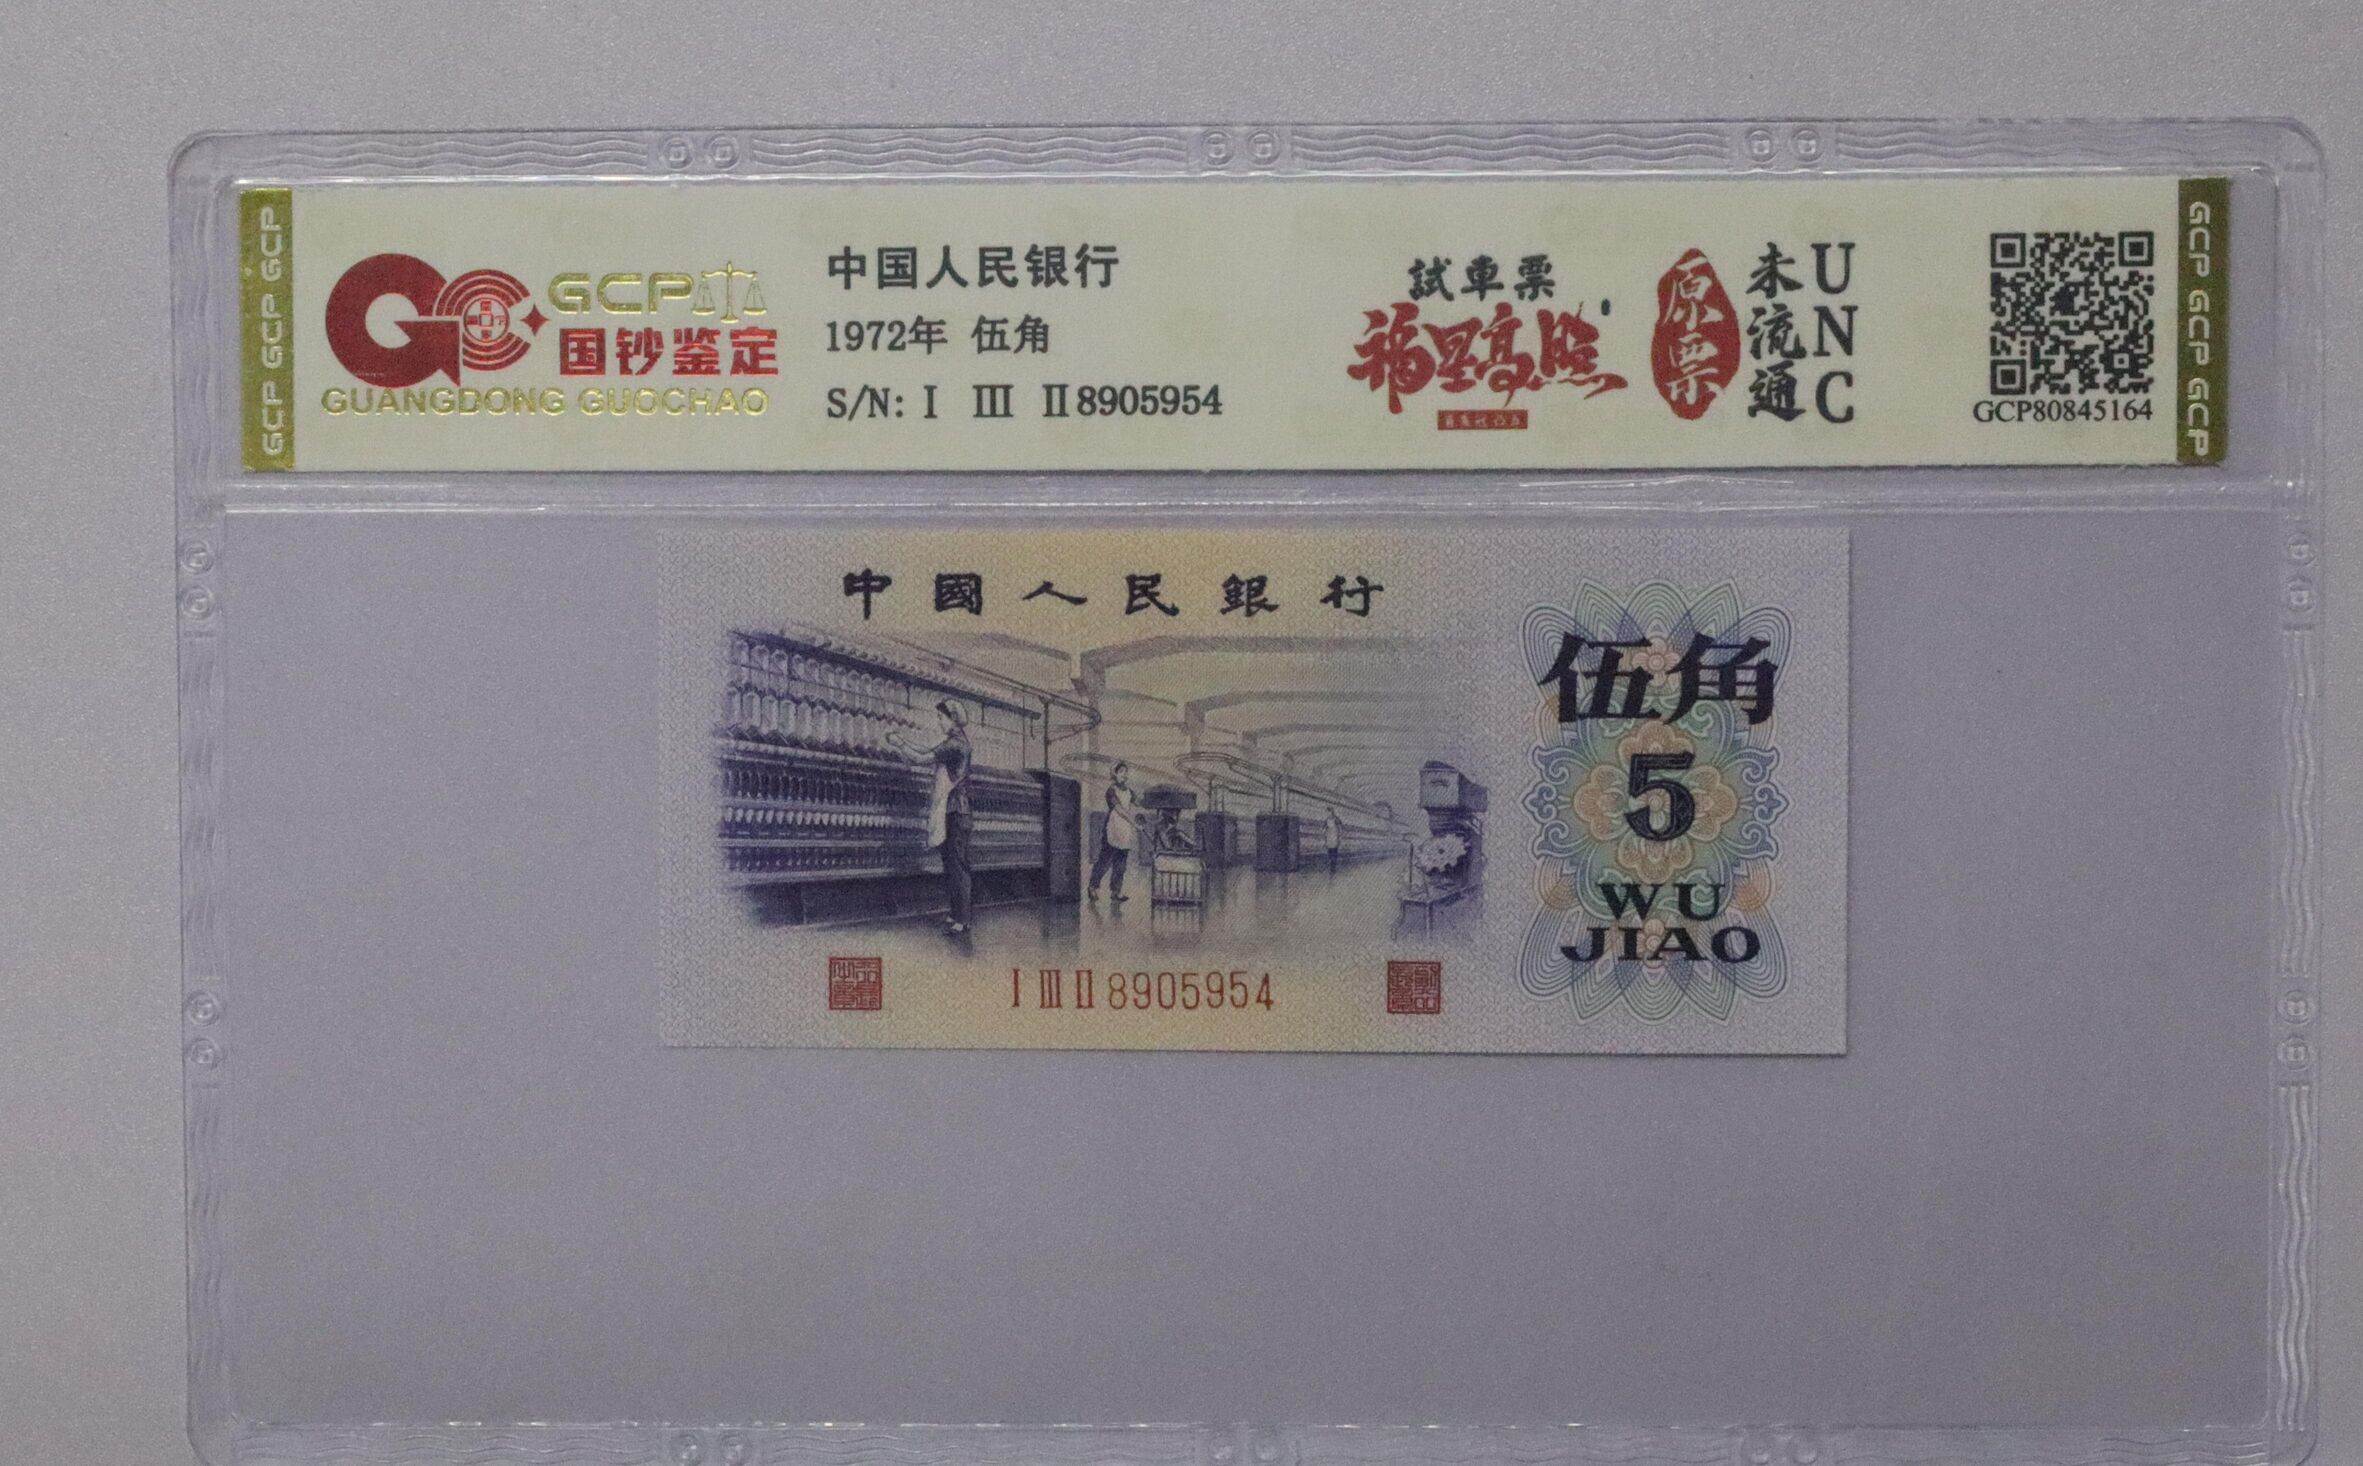 GCP GCP GCP
GCP
国钞鉴定
GUANGDONG GUOCHAO
中国人民银行
1972年 伍角
S/N: I III II 8905954
試車票
福星高照
原票
未流通
UNC
GCP80845164
GCP GCP GCP
中國人民銀行
伍角
5
WU
JIAO
I III II 8905954